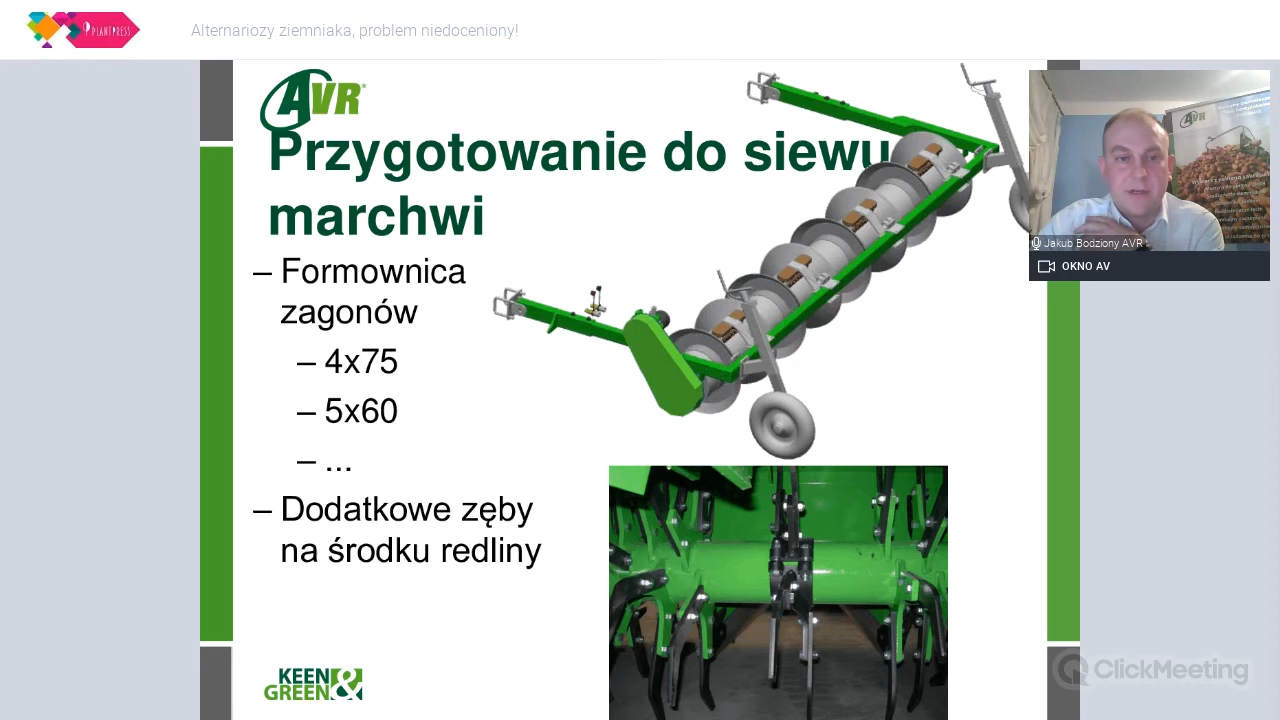 PLANTPRESS
Alternariozy ziemniaka, problem niedoceniony!
AVR
Przygotowanie do siewu
marchwi
– Formownica
zagonów
– 4x75
– 5x60
– ...
– Dodatkowe zęby
na środku redliny
KEEN
GREEN &
AVR
Jakub Bodziony AVR
OKNO AV
ClickMeeting